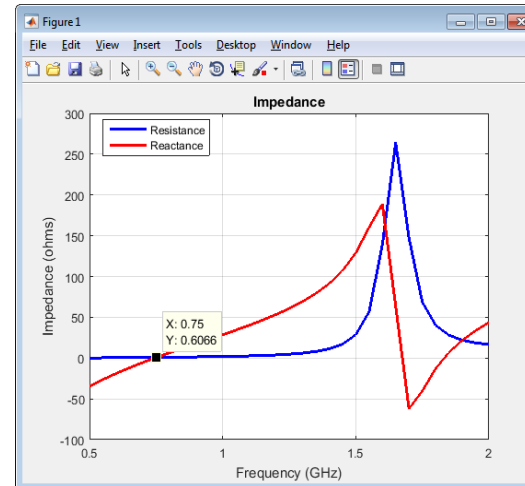 Figure 1
File Edit View Insert Tools Desktop Window Help
Impedance
Resistance
Reactance
300
250
200
150
100
50
0
-50
-100
Impedance (ohms)
X: 0.75
Y: 0.6066
0.5 1 1.5 2
Frequency (GHz)